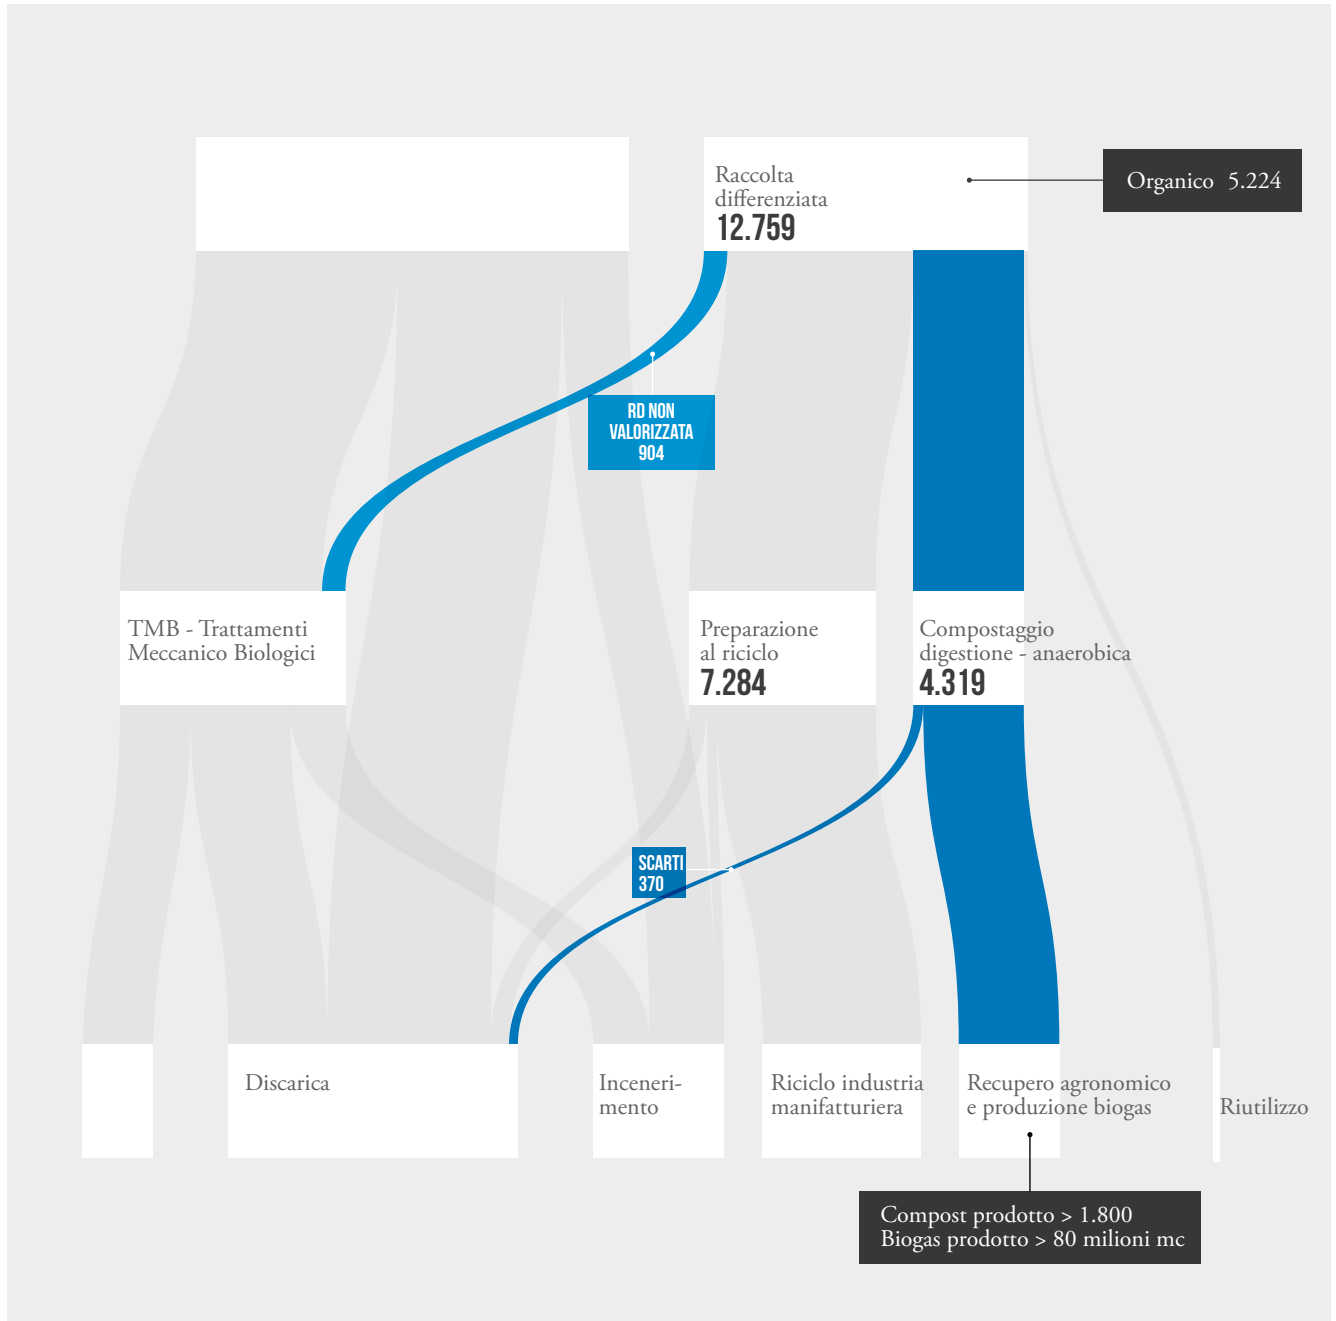 Raccolta
differenziata
12.759
Organico 5.224
RD NON
VALORIZZATA
904
TMB - Trattamenti
Meccanico Biologici
Preparazione
al riciclo
7.284
Compostaggio
digestione - anaerobica
4.319
SCARTI
370
Discarica
Inceneri-
mento
Riciclo industria
manifatturiera
Recupero agronomico
e produzione biogas
Riutilizzo
Compost prodotto > 1.800
Biogas prodotto > 80 milioni mc